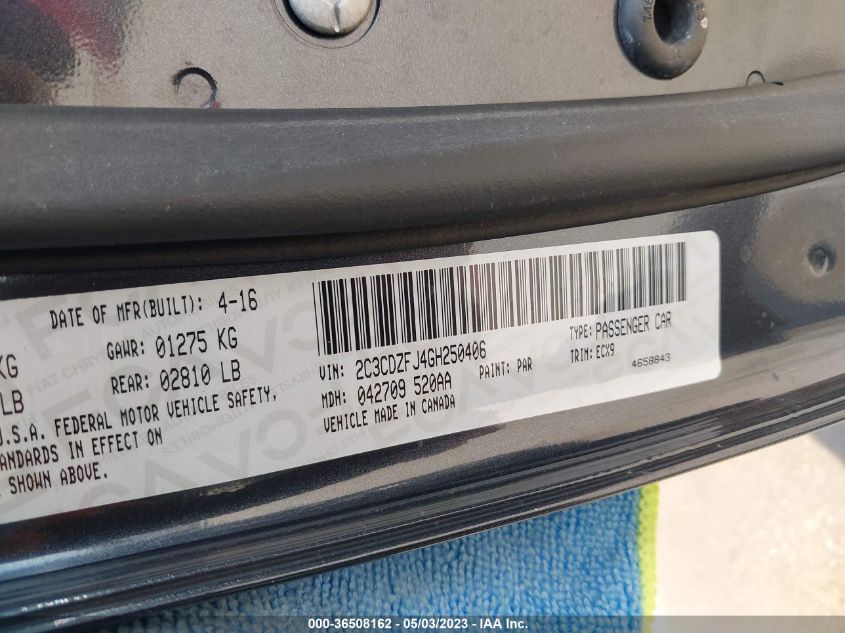 DATE OF MFR(BUILT): 4-16
KG GAWR: 01275 KG
LB REAR: 02810 LB
U.S.A. FEDERAL MOTOR VEHICLE SAFETY,
STANDARDS IN EFFECT ON
SHOWN ABOVE.
VIN: 2C3CDZFJ4GH250406
TYPE: PASSENGER CAR
MDH: 042709 520AA
PAINT: PAR
TRIM: ECX9
VEHICLE MADE IN CANADA
4658843
000-36508162 - 05/03/2023 - IAA Inc.